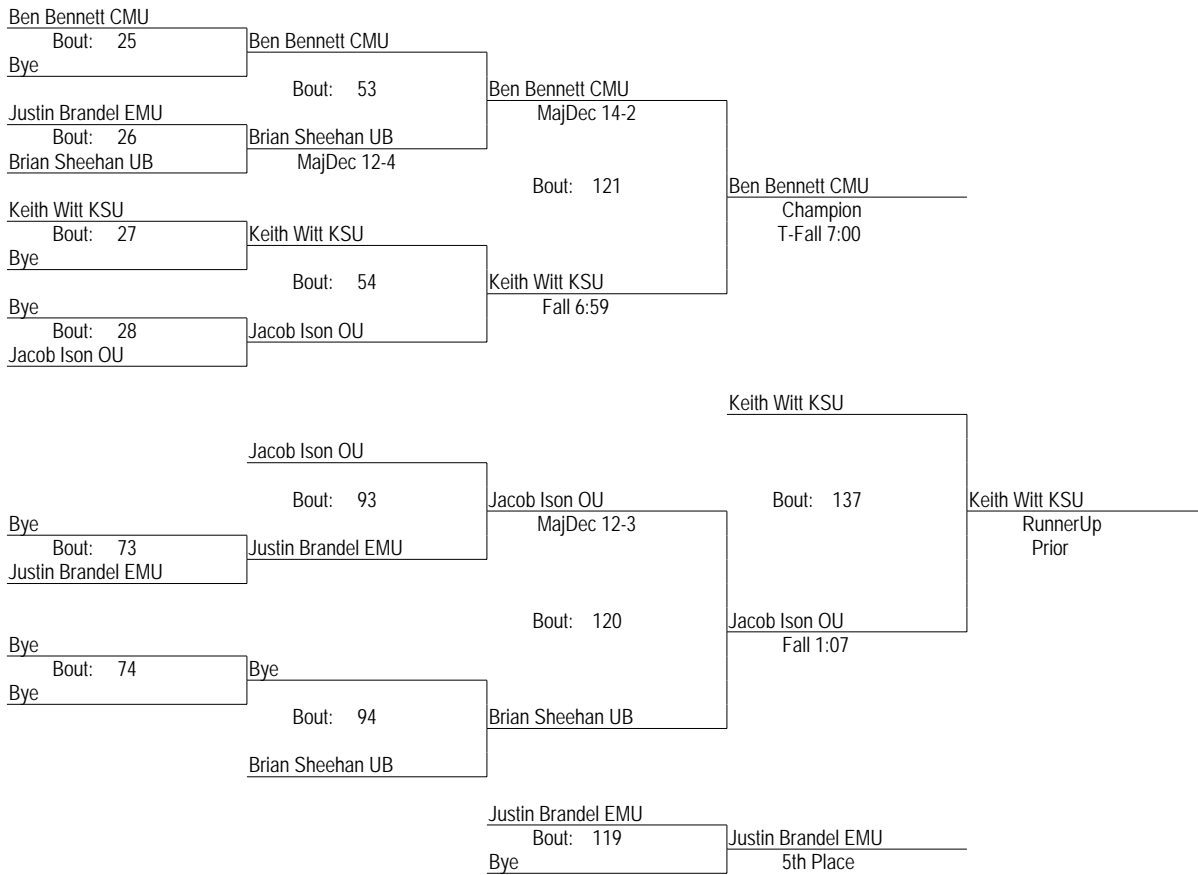 Ben Bennett CMU
Bout: 25
Bye
Ben Bennett CMU
Bout: 53
Justin Brandel EMU
Bout: 26
Brian Sheehan UB
Brian Sheehan UB
MajDec 12-4
Ben Bennett CMU
MajDec 14-2
Bout: 121
Keith Witt KSU
Bout: 27
Bye
Keith Witt KSU
Bout: 54
Bye
Bout: 28
Jacob Ison OU
Jacob Ison OU
Keith Witt KSU
Fall 6:59
Ben Bennett CMU
Champion
T-Fall 7:00
Keith Witt KSU
Jacob Ison OU
Bout: 93
Bye
Bout: 73
Justin Brandel EMU
Justin Brandel EMU
Jacob Ison OU
MajDec 12-3
Bout: 137
Keith Witt KSU
RunnerUp
Prior
Bout: 120
Jacob Ison OU
Fall 1:07
Bye
Bout: 74
Bye
Bye
Bout: 94
Brian Sheehan UB
Brian Sheehan UB
Justin Brandel EMU
Bout: 119
Bye
Justin Brandel EMU
5th Place